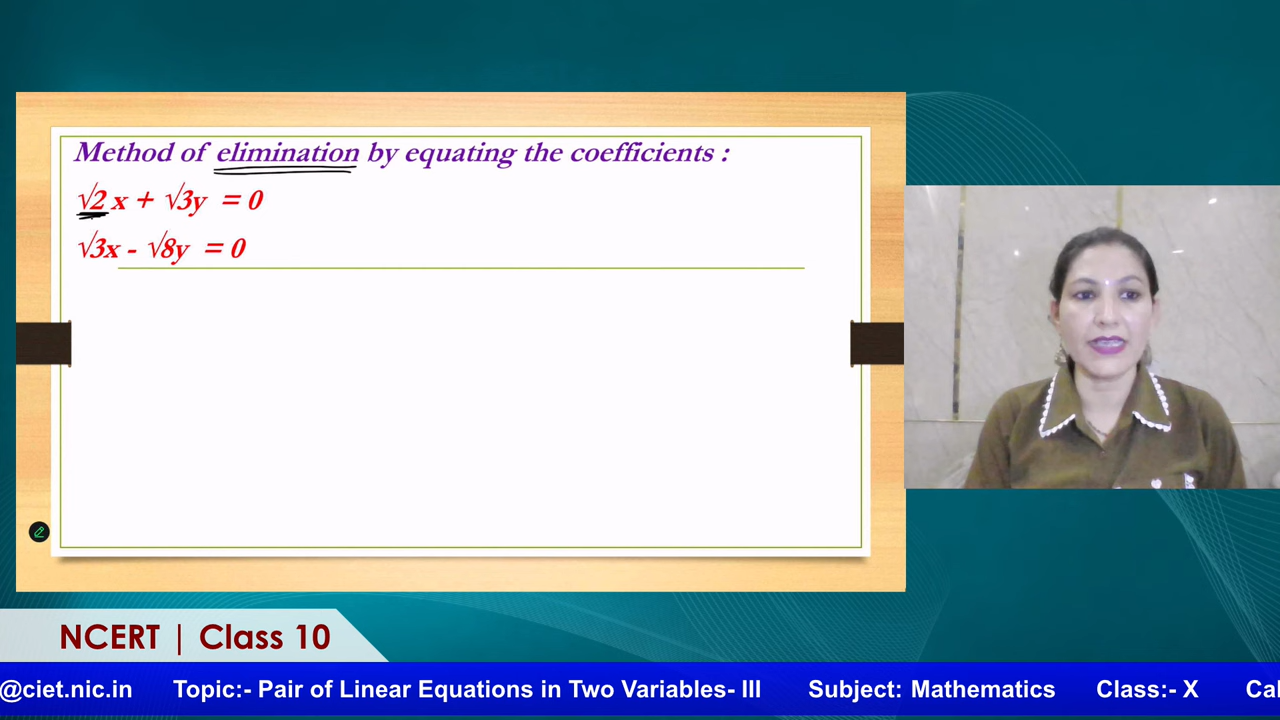 Method of elimination by equating the coefficients :
√2 x + √3y = 0
√3x - √8y = 0
NCERT | Class 10
@ciet.nic.in Topic:- Pair of Linear Equations in Two Variables- III Subject: Mathematics Class:- X Cal